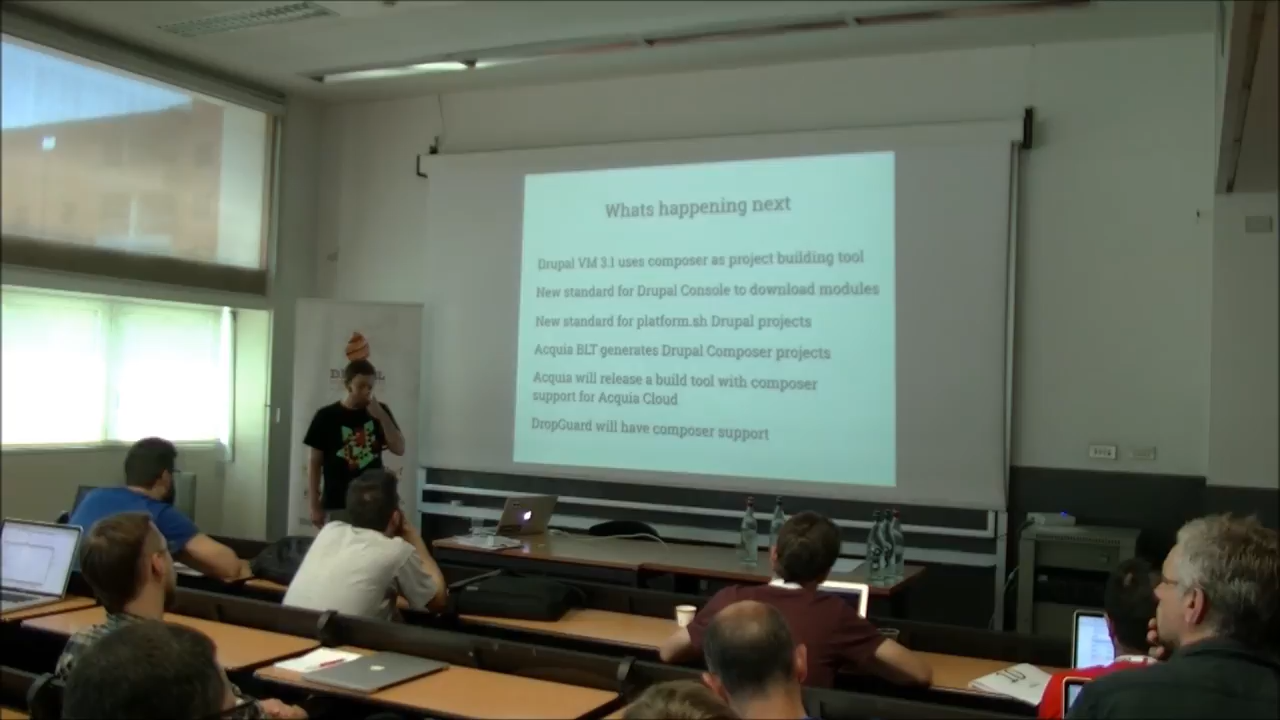 Whats happening next
Drupal VM 3.1 uses composer as project building tool
New standard for Drupal Console to download modules
New standard for platform.sh Drupal projects
Acquia BLT generates Drupal Composer projects
Acquia will release a build tool with composer
support for Acquia Cloud
DropGuard will have composer support